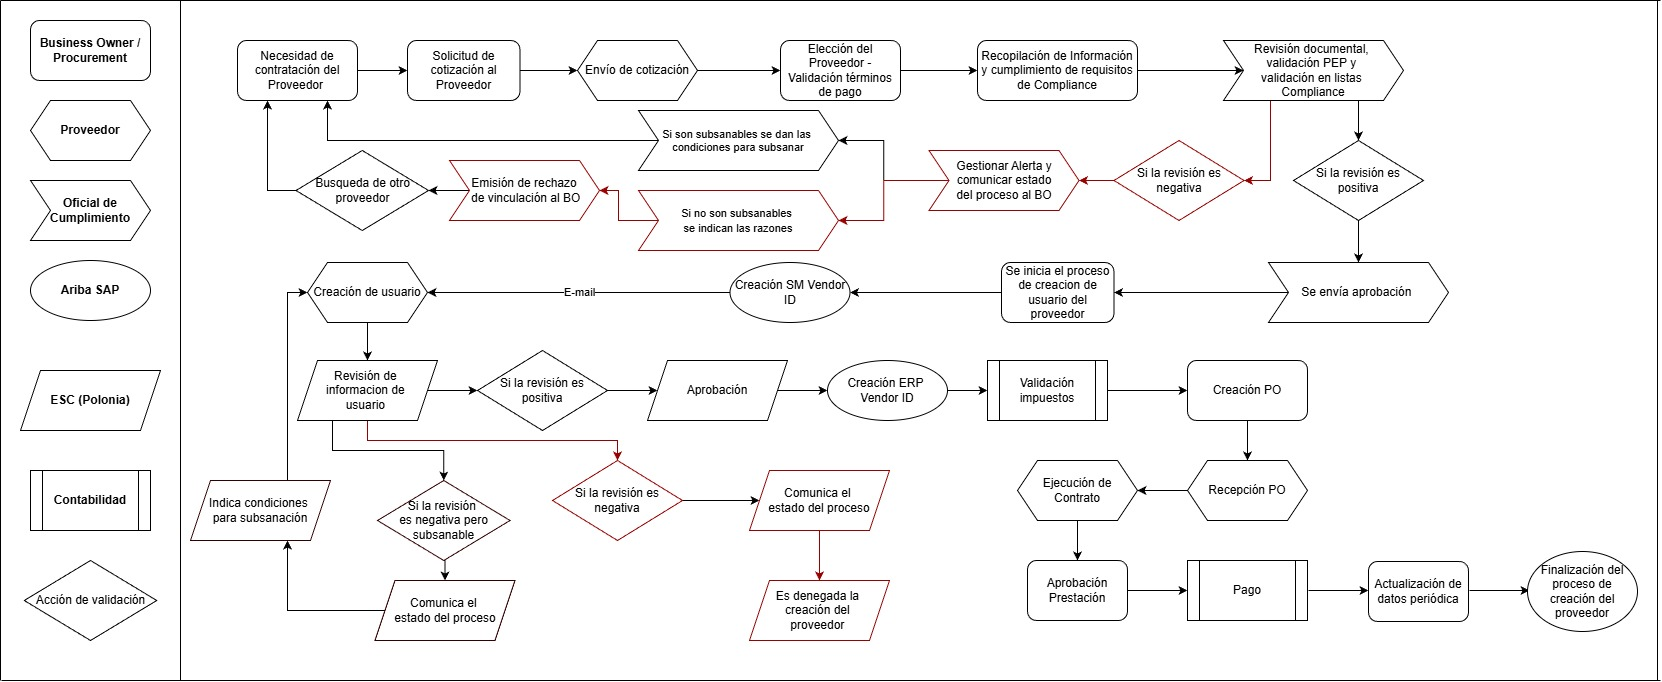 Business Owner /
Procurement
Proveedor
Oficial de
Cumplimiento
Ariba SAP
ESC (Polonia)
Contabilidad
Acción de validación
Necesidad de
contratación del
Proveedor
Solicitud de
cotización al
Proveedor
Envío de cotización
Elección del
Proveedor -
Validación términos
de pago
Recopilación de Información
y cumplimiento de requisitos
de Compliance
Revisión documental,
validación PEP y
validación en listas
Compliance
Si son subsanables se dan las
condiciones para subsanar
Busqueda de otro
proveedor
Emisión de rechazo
de vinculación al BO
Si no son subsanables
se indican las razones
Gestionar Alerta y
comunicar estado
del proceso al BO
Si la revisión es
negativa
Si la revisión es
positiva
Creación de usuario
E-mail
Creación SM Vendor
ID
Se inicia el proceso
de creacion de
usuario del
proveedor
Se envía aprobación
Revisión de
informacion de
usuario
Si la revisión es
positiva
Aprobación
Creación ERP
Vendor ID
Validación
impuestos
Creación PO
Indica condiciones
para subsanación
Si la revisión
es negativa pero
subsanable
Si la revisión es
negativa
Comunica el
estado del proceso
Ejecución de
Contrato
Recepción PO
Comunica el
estado del proceso
Es denegada la
creación del
proveedor
Aprobación
Prestación
Pago
Actualización de
datos periódica
Finalización del
proceso de
creación del
proveedor